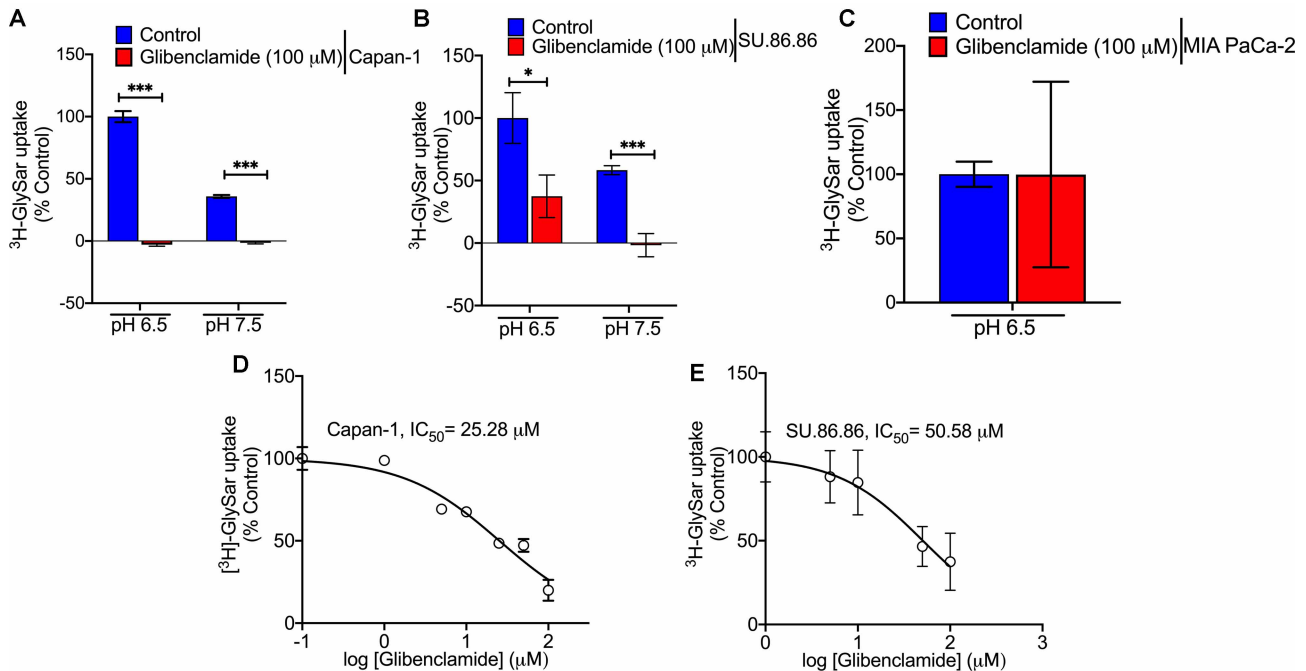 A
Control
Glibenclamide (100 μM)
Capan-1
150
100
50
0
-50
³H-GlySar uptake
(% Control)
***
***
pH 6.5
pH 7.5
B
Control
Glibenclamide (100 μM)
SU.86.86
150
100
50
0
-50
³H-GlySar uptake
(% Control)
*
***
pH 6.5
pH 7.5
C
Control
Glibenclamide (100 μM)
MIA PaCa-2
200
150
100
50
0
³H-GlySar uptake
(% Control)
pH 6.5
D
150
100
50
0
[³H]-GlySar uptake
(% Control)
Capan-1, IC₅₀= 25.28 μM
-1
0
1
2
log [Glibenclamide] (μM)
E
150
100
50
0
³H-GlySar uptake
(% Control)
SU.86.86, IC₅₀= 50.58 μM
0
1
2
3
log [Glibenclamide] (μM)